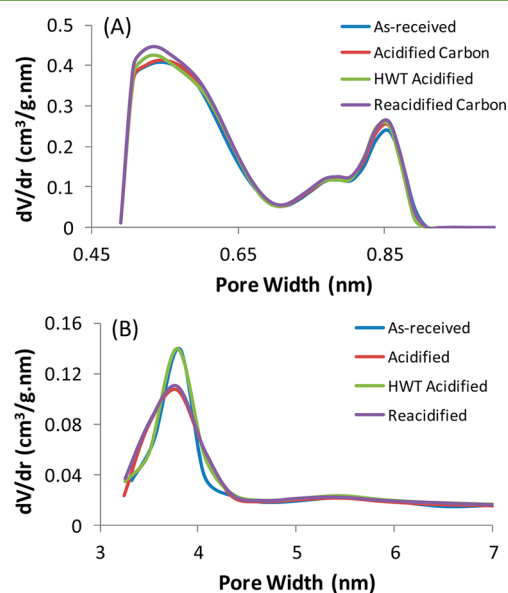 (A)
As-received
Acidified Carbon
HWT Acidified
Reacidified Carbon
0.5
0.4
0.3
0.2
0.1
0
dV/dr (cm³/g.nm)
0.45 0.65 0.85
Pore Width (nm)
(B)
As-received
Acidified
HWT Acidified
Reacidified
0.16
0.12
0.08
0.04
0
dV/dr (cm³/g.nm)
3 4 5 6 7
Pore Width (nm)